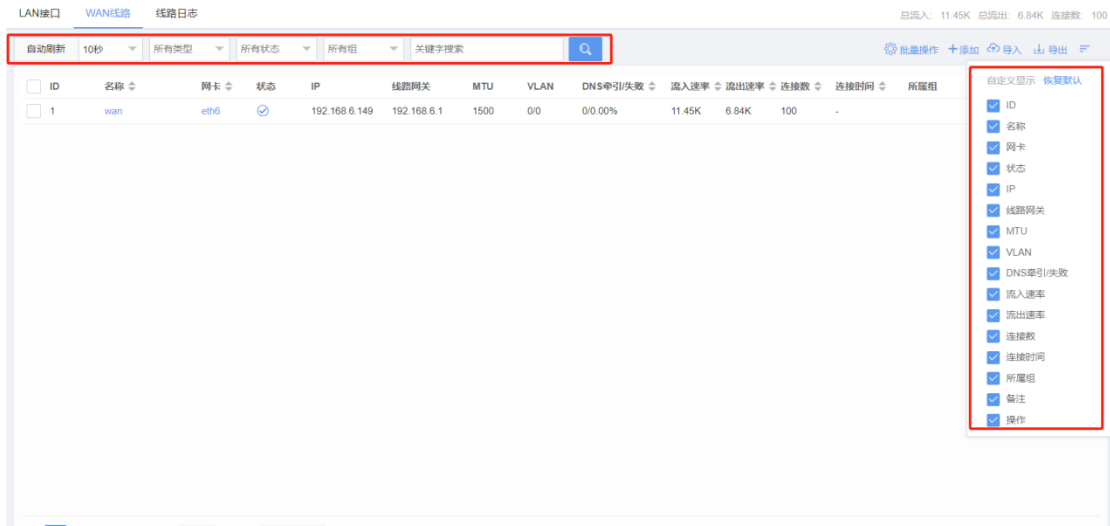 LAN接口 WAN线路 线路日志 总流入: 11.45K 总流出: 6.84K 连接数: 100
自动刷新 10秒 所有类型 所有状态 所有组 关键字搜索 批量操作 添加 导入 导出
自定义显示 恢复默认
ID 名称 网卡 状态 IP 线路网关 MTU VLAN DNS牵引/失败 流入速率 流出速率 连接数 连接时间 所属组
1 wan eth6 192.168.6.149 192.168.6.1 1500 0/0 0/0.00% 11.45K 6.84K 100 -
ID
名称
网卡
状态
IP
线路网关
MTU
VLAN
DNS牵引/失败
流入速率
流出速率
连接数
连接时间
所属组
备注
操作